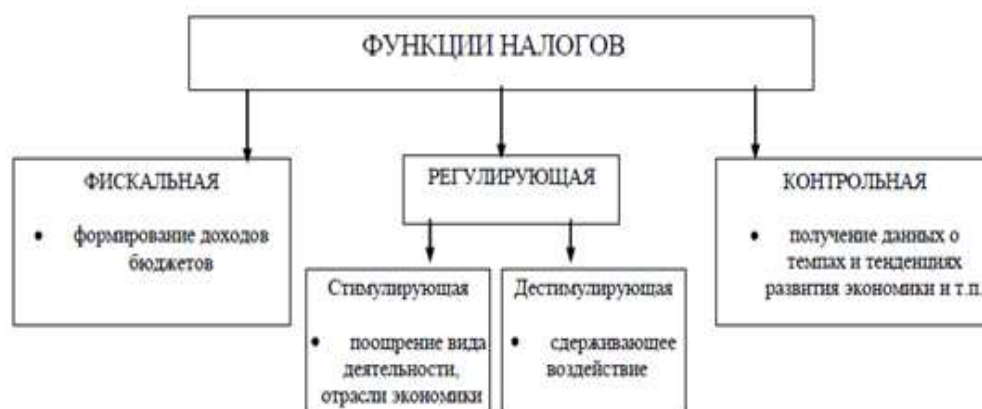 ФУНКЦИИ НАЛОГОВ
ФИСКАЛЬНАЯ
• формирование доходов
бюджетов
РЕГУЛИРУЮЩАЯ
КОНТРОЛЬНАЯ
• получение данных о
темпах и тенденциях
развития экономики и т.п.
Стимулирующая
• поощрение вида
деятельности,
отрасли экономики
Дестимулирующая
• сдерживающее
воздействие